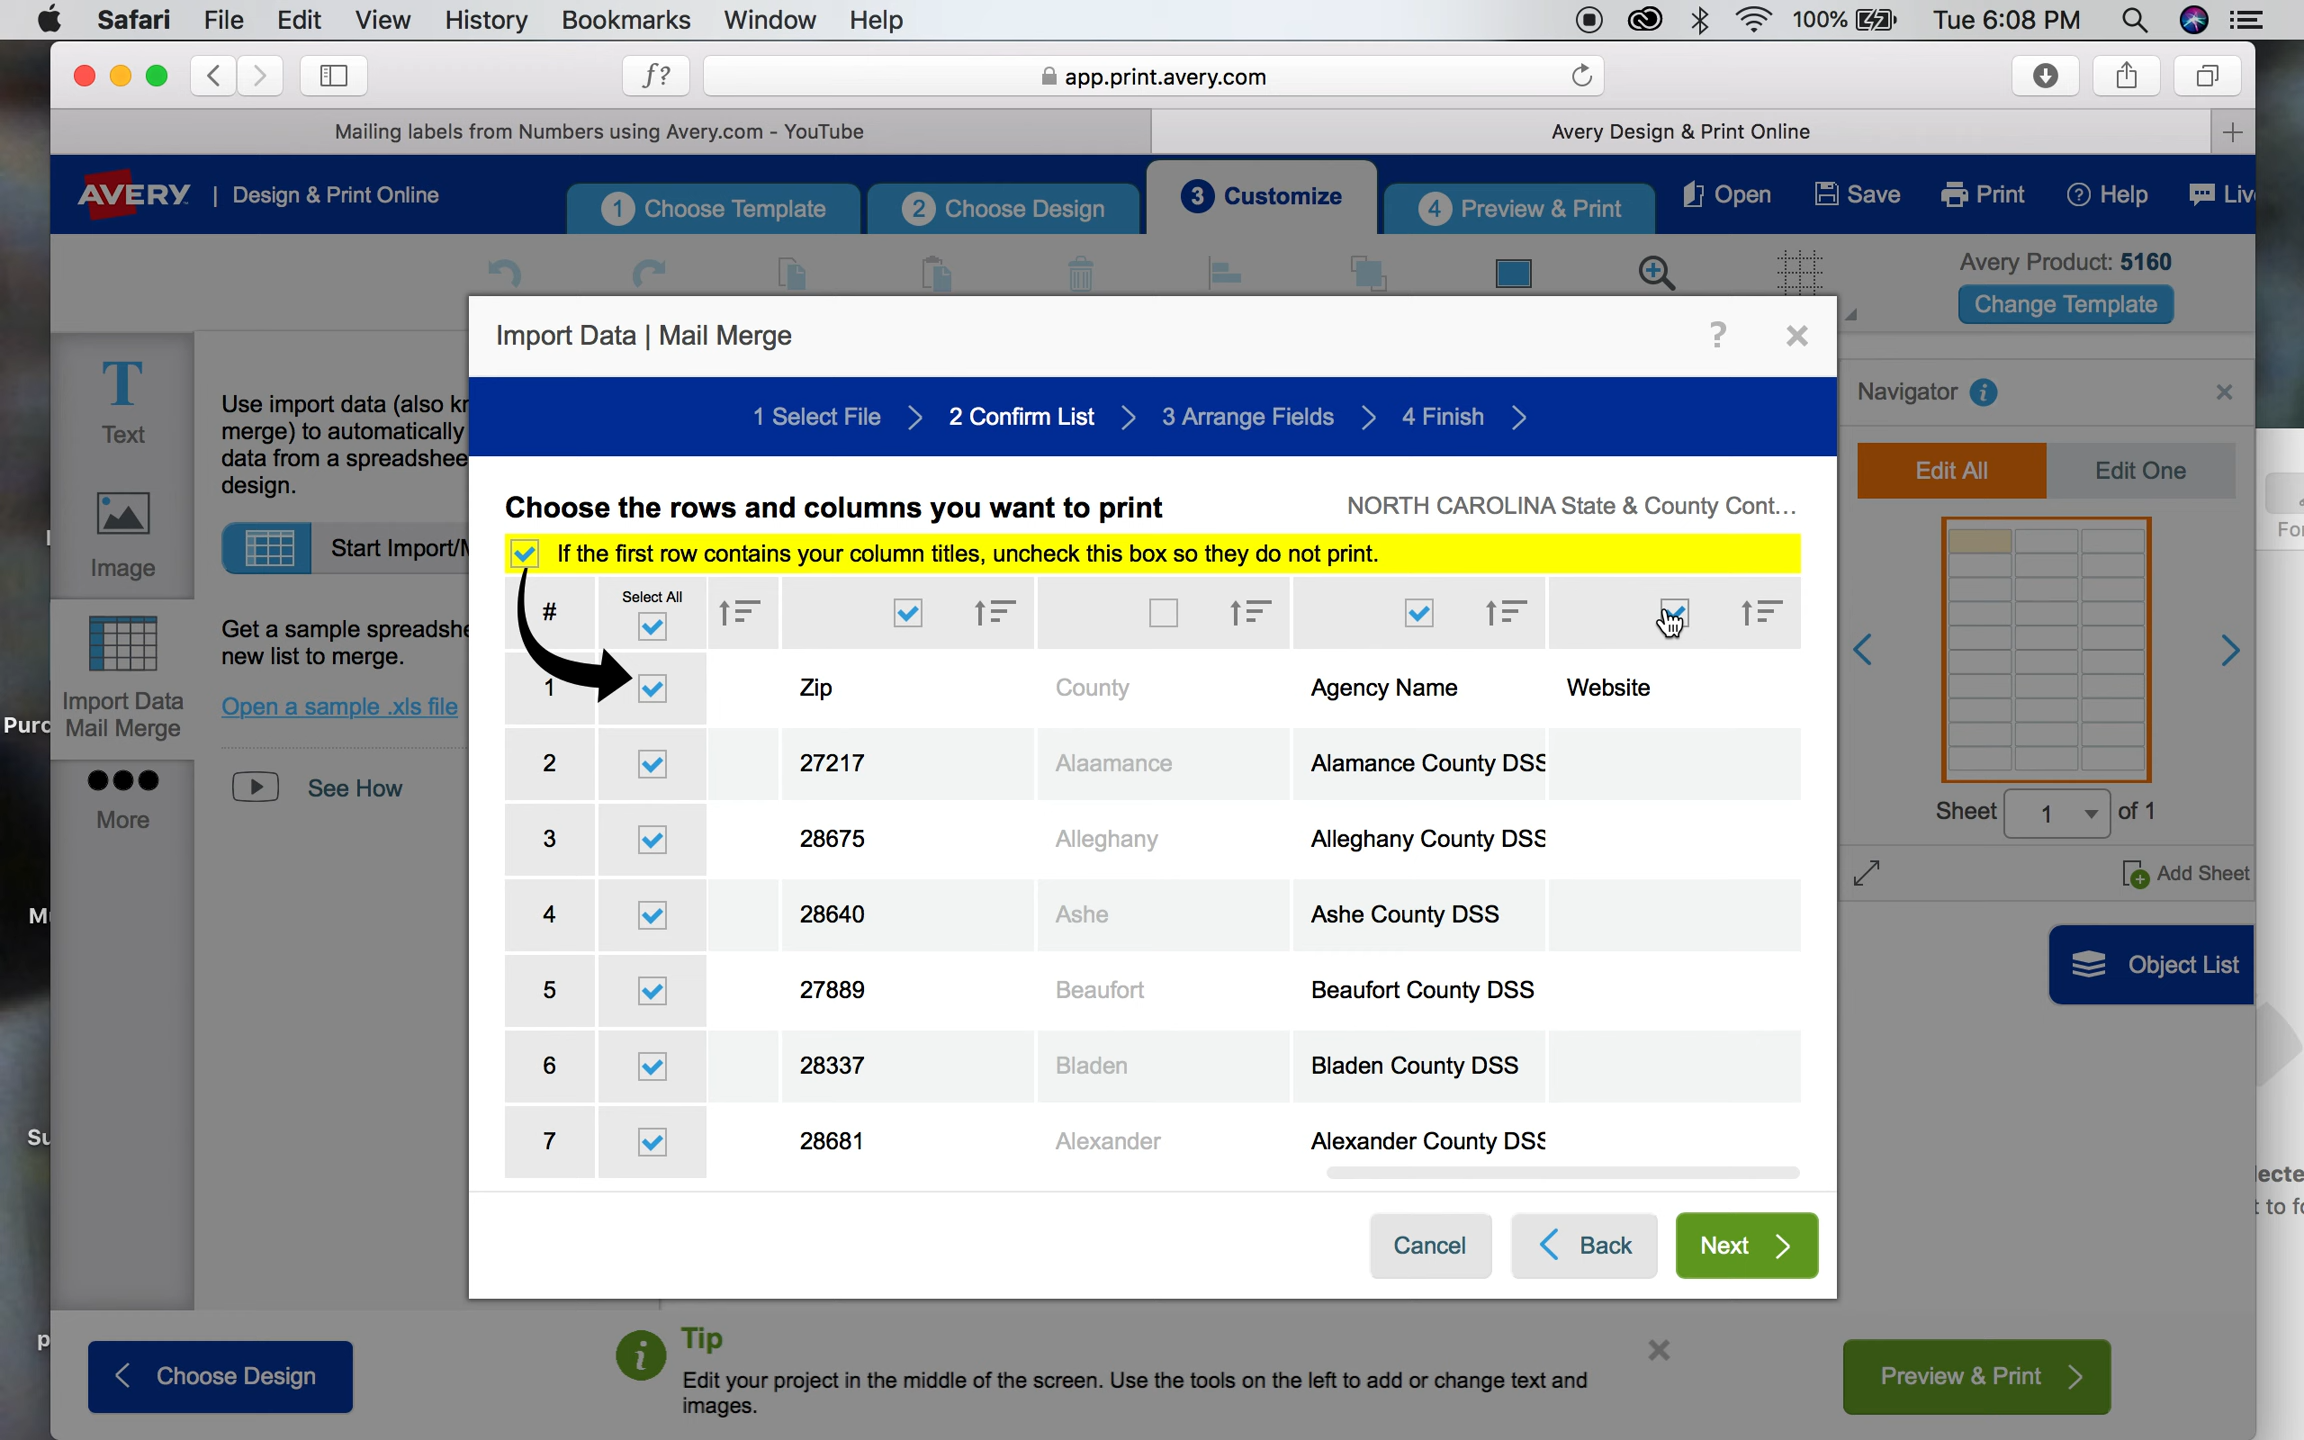 Safari File Edit View History Bookmarks Window Help 100% Tue 6:08 PM
f? app.print.avery.com
Mailing labels from Numbers using Avery.com - YouTube Avery Design & Print Online
AVERY | Design & Print Online 1 Choose Template 2 Choose Design 3 Customize 4 Preview & Print Open Save Print Help
Avery Product: 5160
Change Template
Import Data | Mail Merge ?
1 Select File 2 Confirm List 3 Arrange Fields 4 Finish
Choose the rows and columns you want to print NORTH CAROLINA State & County Cont...
If the first row contains your column titles, uncheck this box so they do not print.
# Select All
1 Zip County Agency Name Website
2 27217 Alaamance Alamance County DSS
3 28675 Alleghany Alleghany County DSS
4 28640 Ashe Ashe County DSS
5 27889 Beaufort Beaufort County DSS
6 28337 Bladen Bladen County DSS
7 28681 Alexander Alexander County DSS
Cancel Back Next
Text
Image
Import Data
Mail Merge
More
Use import data (also
merge) to automatically
data from a
design.
Start
Get a sample
new list to merge.
Open a sample .xls file
See How
Navigator i
Edit All Edit One
Sheet 1 of 1
Add Sheet
Object List
Choose Design
i Tip
Edit your project in the middle of the screen. Use the tools on the left to add or change text and
images.
Preview & Print